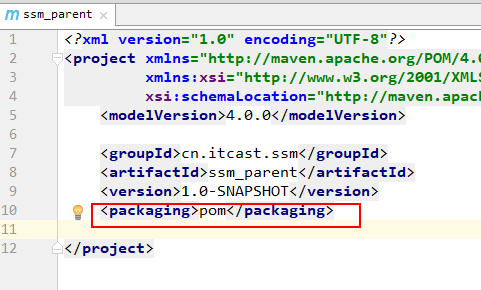 m ssm_parent ×
1 <?xml version="1.0" encoding="UTF-8"?>
2 <project xmlns="http://maven.apache.org/POM/4.0
3 xmlns:xsi="http://www.w3.org/2001/XMLS
4 xsi:schemaLocation="http://maven.apac
5 <modelVersion>4.0.0</modelVersion>
6
7 <groupId>cn.itcast.ssm</groupId>
8 <artifactId>ssm_parent</artifactId>
9 <version>1.0-SNAPSHOT</version>
10 <packaging>pom</packaging>
11
12 </project>